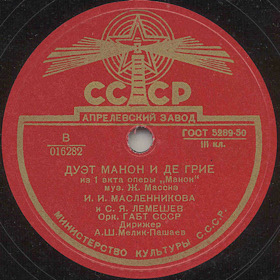 СССР
АПРЕЛЕВСКИЙ ЗАВОД
В
016282
ГОСТ 5289-50
III кл.
ДУЭТ МАНОН И ДЕ ГРИЕ
из 1 акта оперы „Манон"
муз. Ж. Массне
И. И. МАСЛЕННИКОВА
и С. Я. ЛЕМЕШЕВ
Орк. ГАБТ СССР
Дирижер
А. Ш. Мелик-Пашаев
МИНИСТЕРСТВО КУЛЬТУРЫ С.С.С.Р.